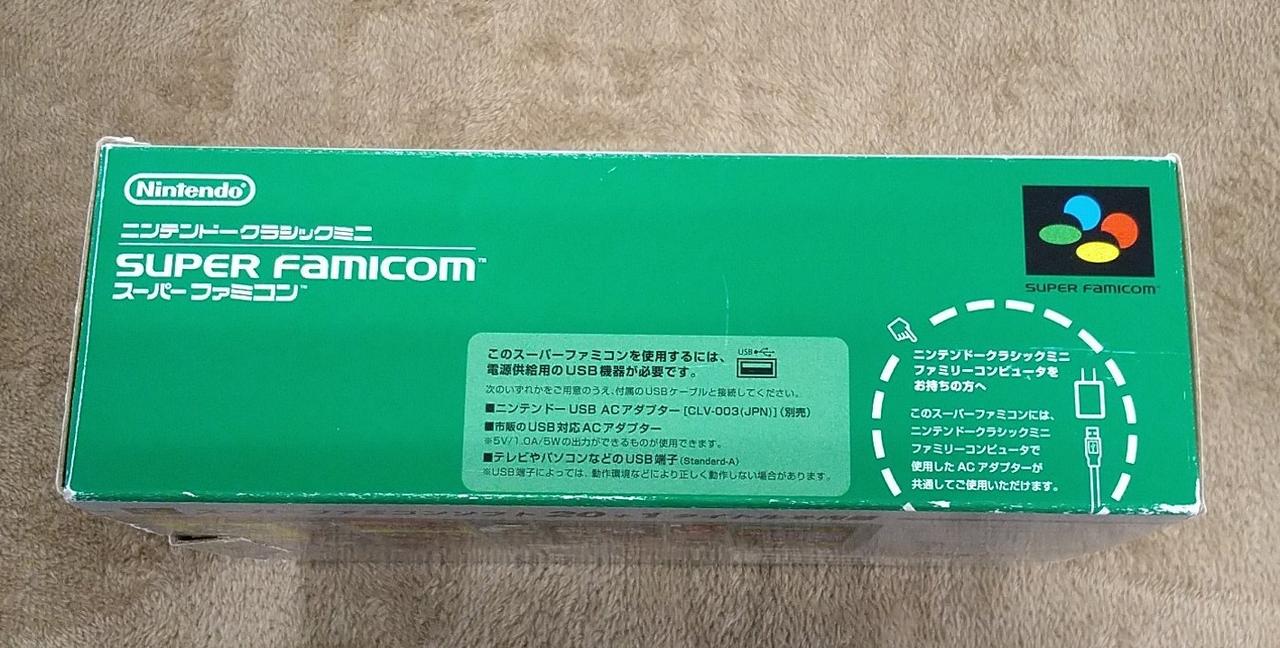 Nintendo
ニンテンドークラシックミニ
SUPER FAMICOM™
スーパーファミコン™
SUPER FAMICOM™
このスーパーファミコンを使用するには、
電源供給用のUSB機器が必要です。
USB
次のいずれかをご用意のうえ、付属のUSBケーブルと接続してください。
■ニンテンドーUSB ACアダプター[CLV-003(JPN)](別売)
■市販のUSB対応ACアダプター
※5V/1.0A/5Wの出力ができるものが使用できます。
■テレビやパソコンなどのUSB端子(Standard-A)
※USB端子によっては、動作環境などにより正しく動作しない場合があります。
ニンテンドークラシックミニ
ファミリーコンピュータを
お持ちの方へ
このスーパーファミコンには、
ニンテンドークラシックミニ
ファミリーコンピュータで
使用したACアダプターが
共通してご使用いただけます。